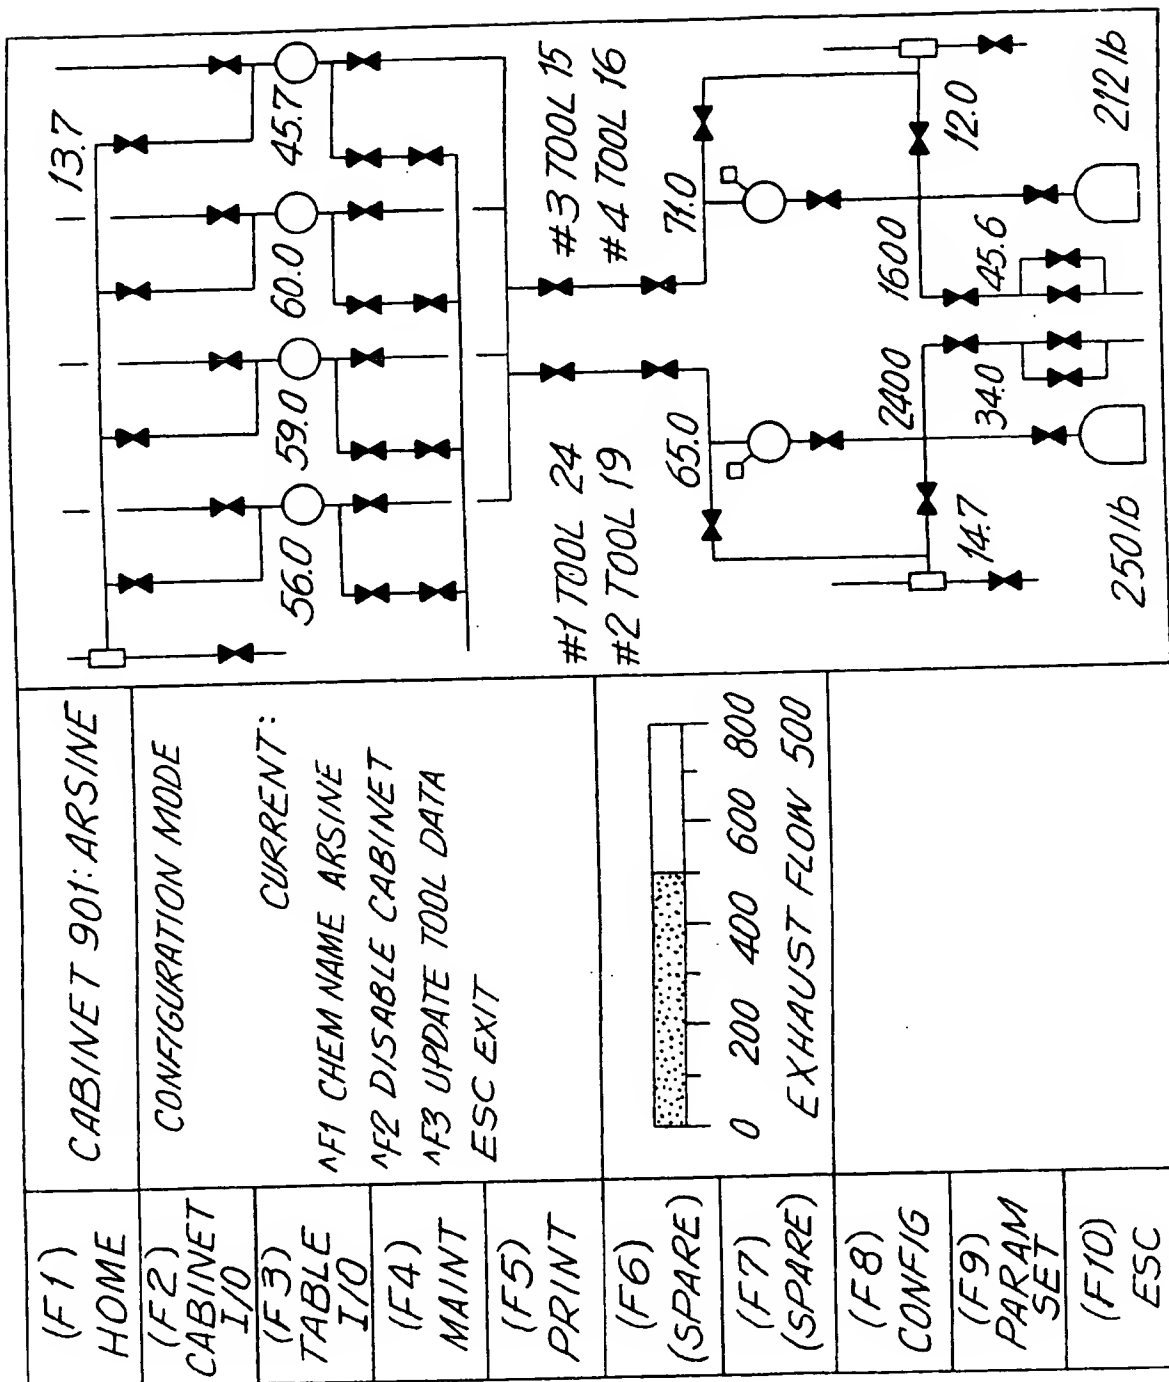 (F1)
HOME
(F2)
CABINET
I/O
(F3)
TABLE
I/O
(F4)
MAINT
(F5)
PRINT
(F6)
(SPARE)
(F7)
(SPARE)
(F8)
CONFIG
(F9)
PARAM
SET
(F10)
ESC
CABINET 901: ARSINE
CONFIGURATION MODE
CURRENT:
^F1 CHEM NAME ARSINE
^F2 DISABLE CABINET
^F3 UPDATE TOOL DATA
ESC EXIT
0 200 400 600 800
EXHAUST FLOW 500
13.7
56.0 59.0 60.0 45.7
#1 TOOL 24
#2 TOOL 19
#3 TOOL 15
#4 TOOL 16
65.0 71.0
2400 1600
14.7 34.0 45.6 12.0
250 lb 212 lb